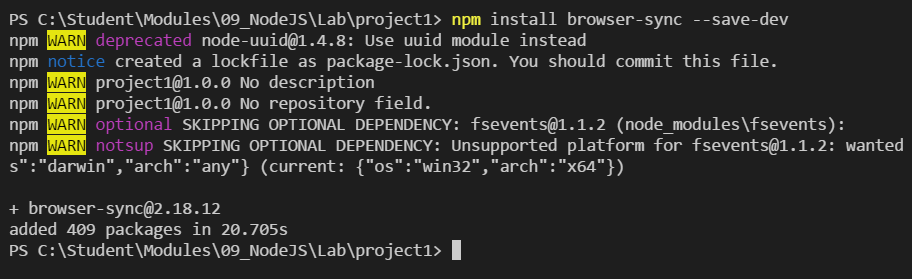 PS C:\Student\Modules\09_NodeJS\Lab\project1> npm install browser-sync --save-dev
npm WARN deprecated node-uuid@1.4.8: Use uuid module instead
npm notice created a lockfile as package-lock.json. You should commit this file.
npm WARN project1@1.0.0 No description
npm WARN project1@1.0.0 No repository field.
npm WARN optional SKIPPING OPTIONAL DEPENDENCY: fsevents@1.1.2 (node_modules\fsevents):
npm WARN notsup SKIPPING OPTIONAL DEPENDENCY: Unsupported platform for fsevents@1.1.2: wanted
s":"darwin","arch":"any"} (current: {"os":"win32","arch":"x64"})
+ browser-sync@2.18.12
added 409 packages in 20.705s
PS C:\Student\Modules\09_NodeJS\Lab\project1>